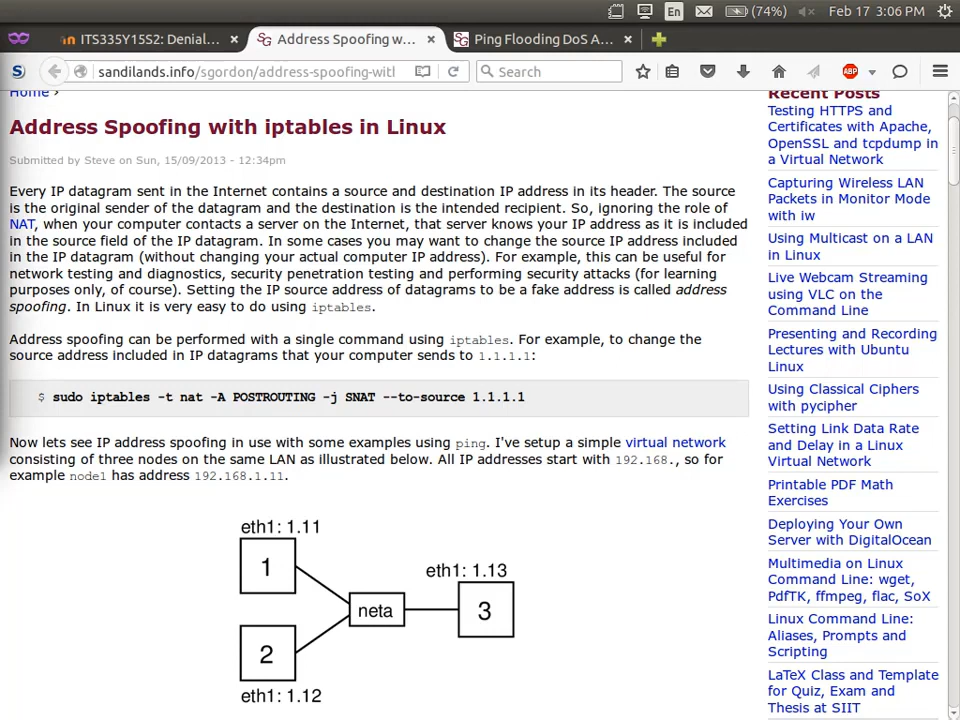 En
(74%)
Feb 17 3:06 PM
ITS335Y15S2: Denial...
Address Spoofing w...
Ping Flooding DoS A...
sandilands.info/sgordon/address-spoofing-wit
Search
ABP
Home ›
Address Spoofing with iptables in Linux
Submitted by Steve on Sun, 15/09/2013 - 12:34pm
Every IP datagram sent in the Internet contains a source and destination IP address in its header. The source
is the original sender of the datagram and the destination is the intended recipient. So, ignoring the role of
NAT, when your computer contacts a server on the Internet, that server knows your IP address as it is included
in the source field of the IP datagram. In some cases you may want to change the source IP address included
in the IP datagram (without changing your actual computer IP address). For example, this can be useful for
network testing and diagnostics, security penetration testing and performing security attacks (for learning
purposes only, of course). Setting the IP source address of datagrams to be a fake address is called address
spoofing. In Linux it is very easy to do using iptables.
Address spoofing can be performed with a single command using iptables. For example, to change the
source address included in IP datagrams that your computer sends to 1.1.1.1:
$ sudo iptables -t nat -A POSTROUTING -j SNAT --to-source 1.1.1.1
Now lets see IP address spoofing in use with some examples using ping. I've setup a simple virtual network
consisting of three nodes on the same LAN as illustrated below. All IP addresses start with 192.168., so for
example node1 has address 192.168.1.11.
eth1: 1.11
1
neta
eth1: 1.13
3
2
eth1: 1.12
Recent Posts
Testing HTTPS and
Certificates with Apache,
OpenSSL and tcpdump in
a Virtual Network
Capturing Wireless LAN
Packets in Monitor Mode
with iw
Using Multicast on a LAN
in Linux
Live Webcam Streaming
using VLC on the
Command Line
Presenting and Recording
Lectures with Ubuntu
Linux
Using Classical Ciphers
with pycipher
Setting Link Data Rate
and Delay in a Linux
Virtual Network
Printable PDF Math
Exercises
Deploying Your Own
Server with DigitalOcean
Multimedia on Linux
Command Line: wget,
PdfTK, ffmpeg, flac, SoX
Linux Command Line:
Aliases, Prompts and
Scripting
LaTeX Class and Template
for Quiz, Exam and
Thesis at SIIT